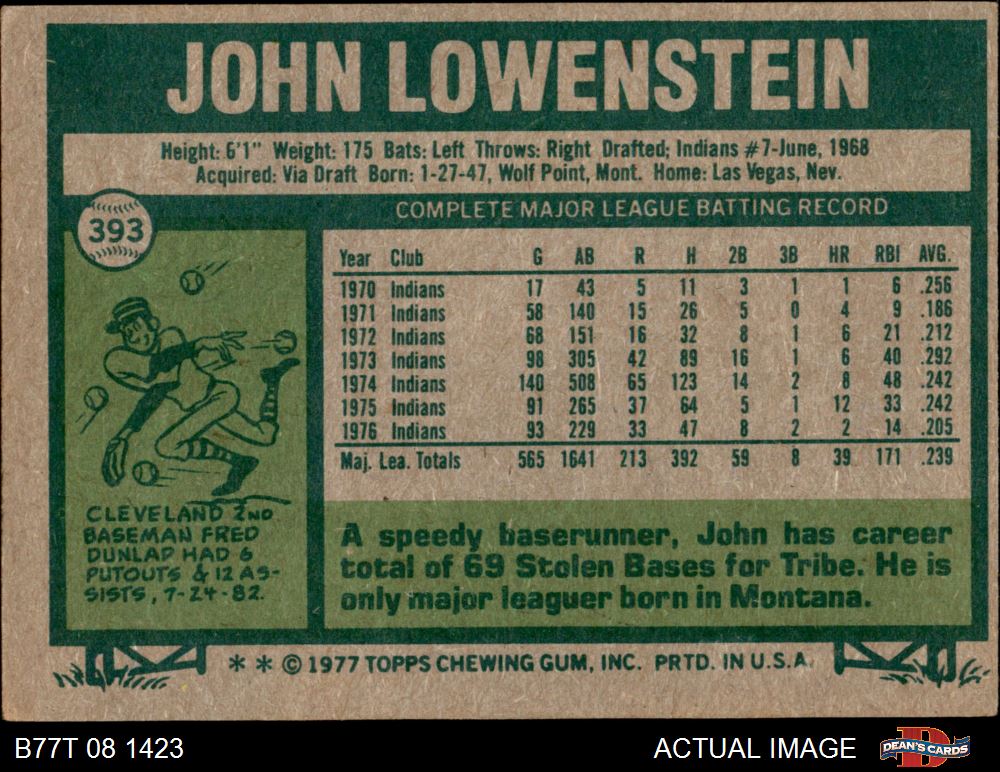 JOHN LOWENSTEIN
Height: 6'1" Weight: 175 Bats: Left Throws: Right Drafted; Indians #7-June, 1968
Acquired: Via Draft Born: 1-27-47, Wolf Point, Mont. Home: Las Vegas, Nev.
393
COMPLETE MAJOR LEAGUE BATTING RECORD
Year Club G AB R H 2B 3B HR RBI AVG.
1970 Indians 17 43 5 11 3 1 1 6 .256
1971 Indians 58 140 15 26 5 0 4 9 .186
1972 Indians 68 151 16 32 8 1 6 21 .212
1973 Indians 98 305 42 89 16 1 6 40 .292
1974 Indians 140 508 65 123 14 2 8 48 .242
1975 Indians 91 265 37 64 5 1 12 33 .242
1976 Indians 93 229 33 47 8 2 2 14 .205
Maj. Lea. Totals 565 1641 213 392 59 8 39 171 .239
CLEVELAND 2ND
BASEMAN FRED
DUNLAP HAD 6
PUTOUTS & 12 AS-
SISTS, 7-24-82.
A speedy baserunner, John has career
total of 69 Stolen Bases for Tribe. He is
only major leaguer born in Montana.
* * © 1977 TOPPS CHEWING GUM, INC. PRTD. IN U.S.A.
B77T 08 1423
ACTUAL IMAGE
DEAN'S CARDS